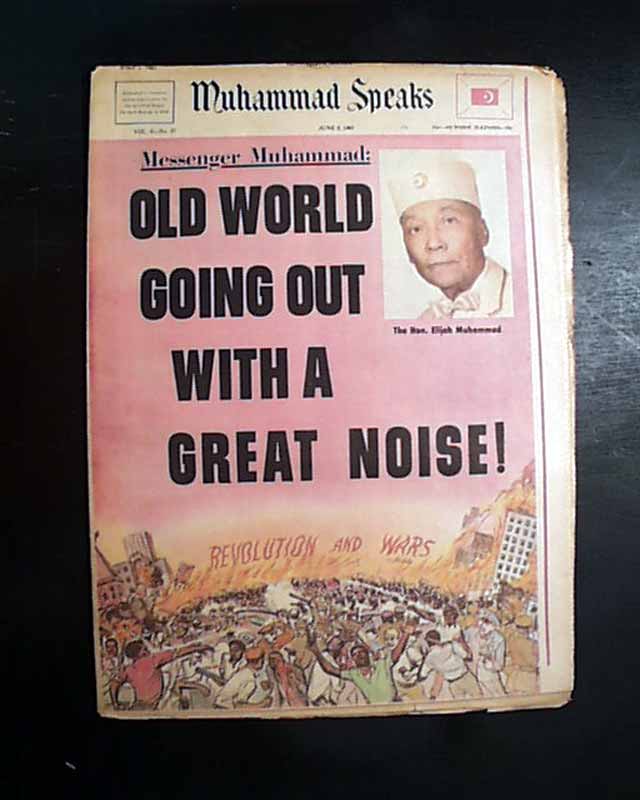 Muhammad Speaks
Messenger Muhammad:
OLD WORLD
GOING OUT
WITH A
GREAT NOISE!
The Hon. Elijah Muhammad
REVOLUTION AND WARS